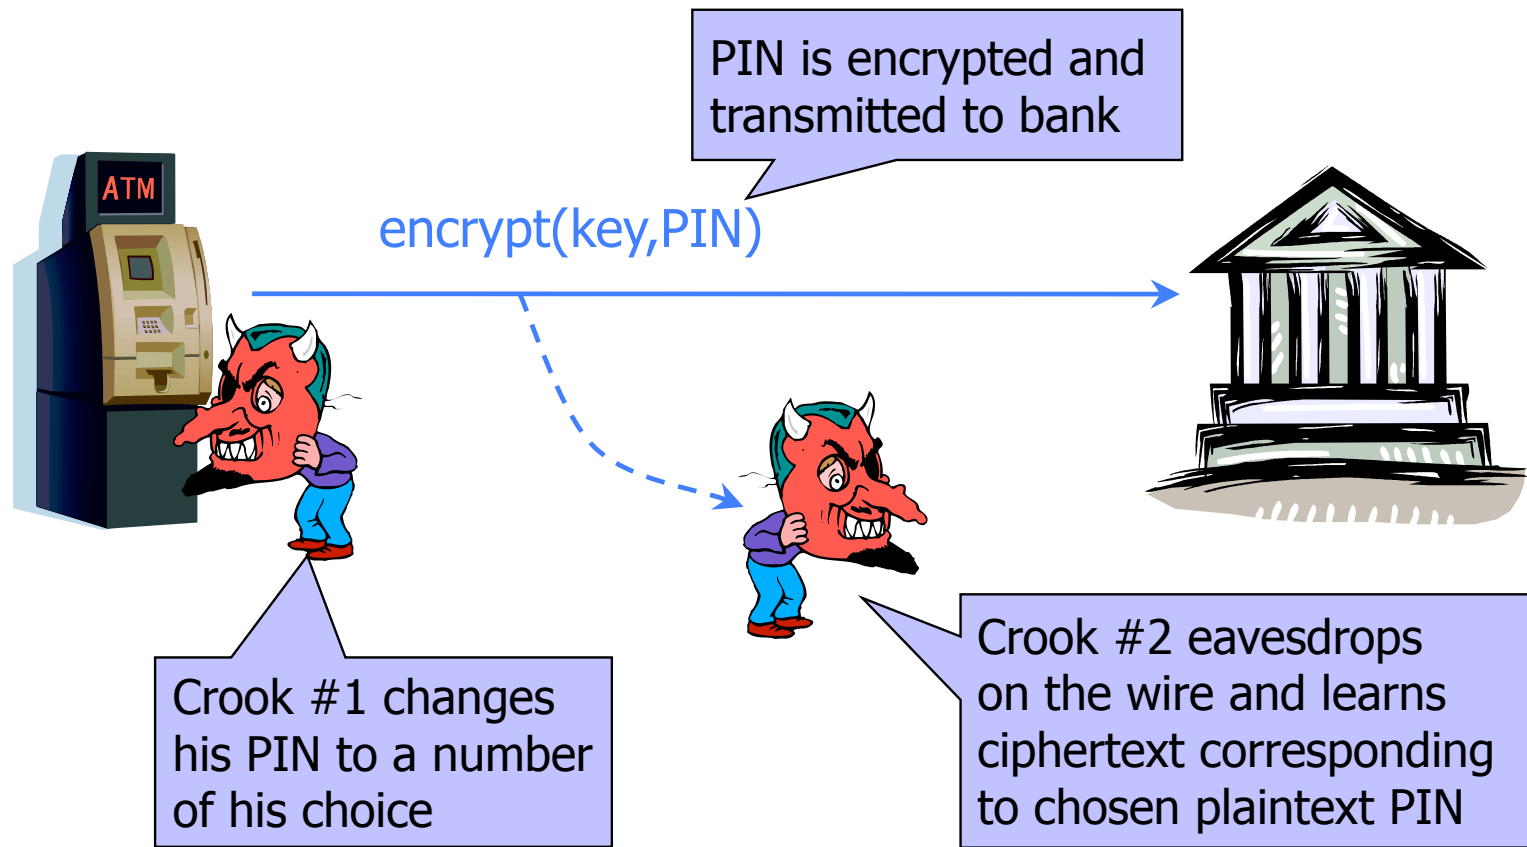 PIN is encrypted and
transmitted to bank
ATM
encrypt(key,PIN)
Crook #1 changes
his PIN to a number
of his choice
Crook #2 eavesdrops
on the wire and learns
ciphertext corresponding
to chosen plaintext PIN